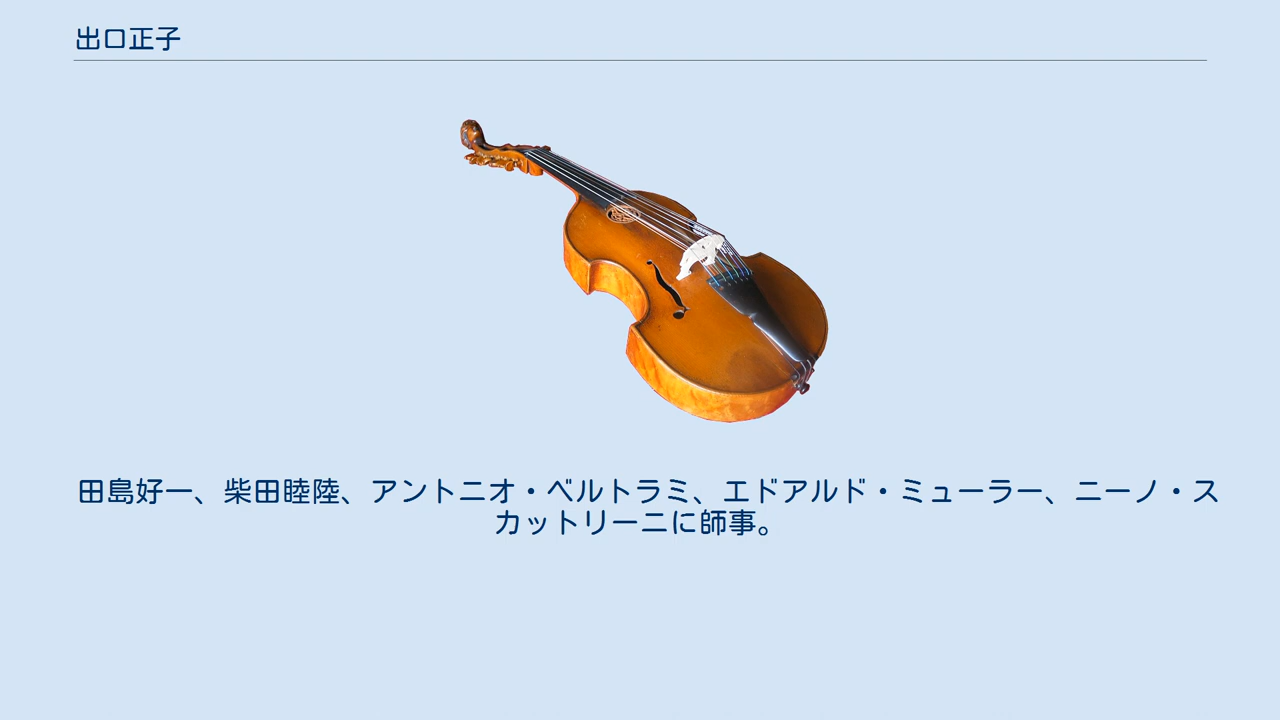 出口正子
田島好一、柴田睦陸、アントニオ・ベルトラミ、エドアルド・ミューラー、ニーノ・ス
カットリーニに師事。